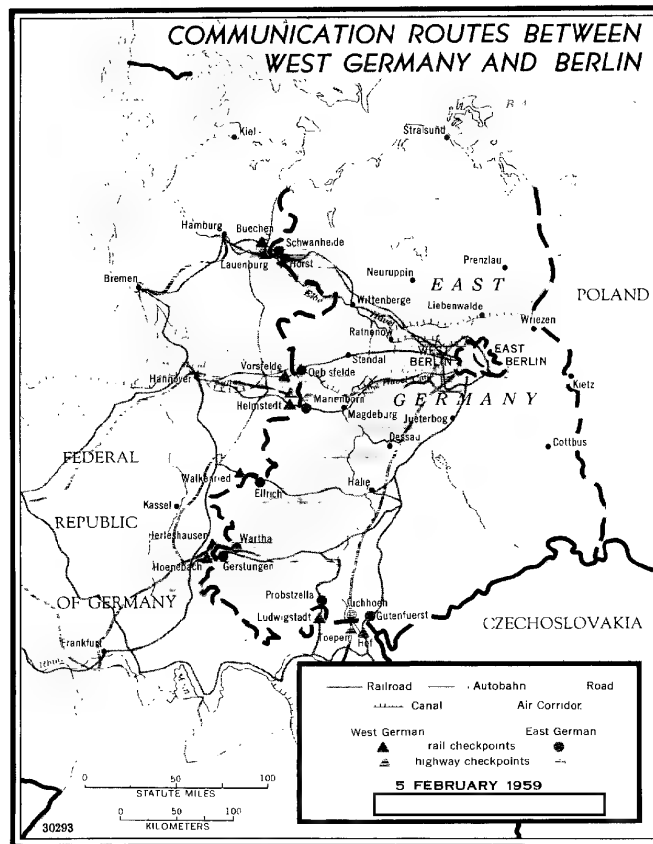 COMMUNICATION ROUTES BETWEEN
WEST GERMANY AND BERLIN
Kiel
Stralsund
Hamburg
Buechen
Schwanheide
Lauenburg
Horst
Neuruppin
Prenzlau
EAST
Bremen
Elbe
Wittenberge
Liebenwalde
POLAND
Havel
Rathenow
Wriezen
WEST
BERLIN
EAST
BERLIN
Stendal
Vorsfelde
Oebisfelde
Hannover
Kietz
Helmstedt
Marienborn
GERMANY
Magdeburg
Jueterbog
Dessau
Cottbus
FEDERAL
Walkenried
Ellrich
Halle
Kassel
REPUBLIC
Herleshausen
Wartha
Hoenebach
Gerstungen
Probstzella
OF GERMANY
Ludwigstadt
Gutenfuerst
CZECHOSLOVAKIA
Toepen
Hof
Frankfurt
Railroad
Autobahn
Road
Canal
Air Corridor
West German
East German
rail checkpoints
highway checkpoints
5 FEBRUARY 1959
0 50 100
STATUTE MILES
0 50 100
KILOMETERS
30293